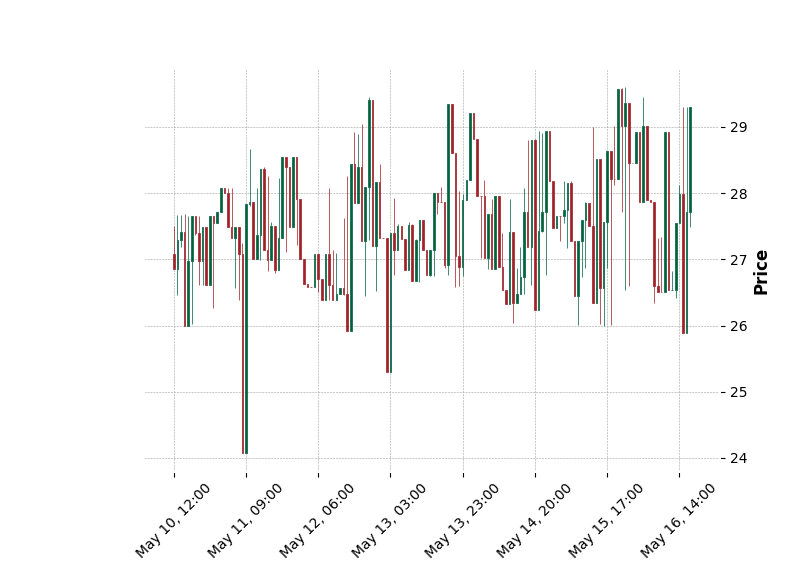 29
28
27
26
25
24
Price
May 10, 12:00
May 11, 09:00
May 12, 06:00
May 13, 03:00
May 13, 23:00
May 14, 20:00
May 15, 17:00
May 16, 14:00